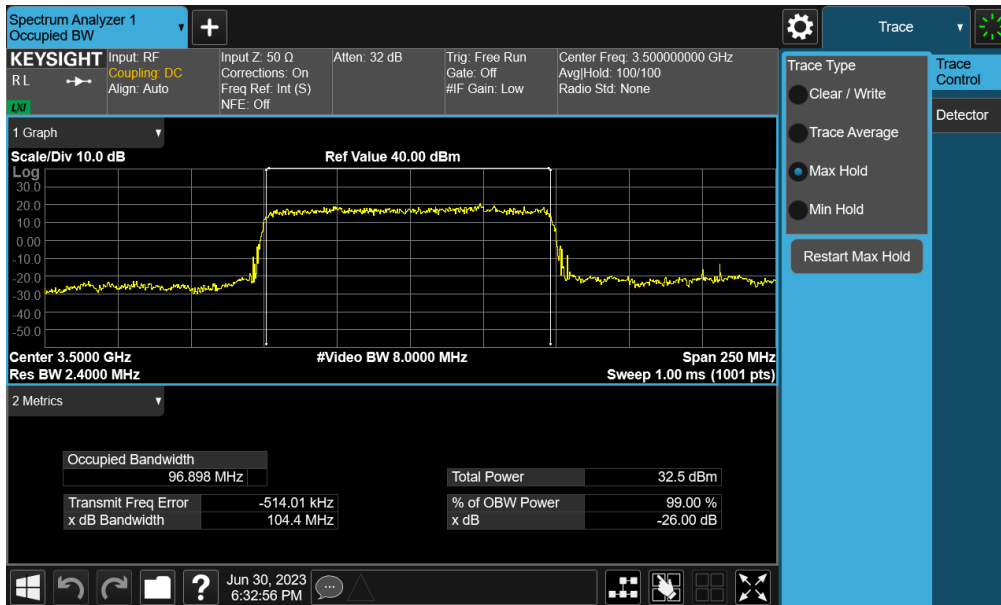 Spectrum Analyzer 1
Occupied BW
+
Trace
KEYSIGHT
R L
LXI
Input: RF
Coupling: DC
Align: Auto
Input Z: 50 Ω
Corrections: On
Freq Ref: Int (S)
NFE: Off
Atten: 32 dB
Trig: Free Run
Gate: Off
#IF Gain: Low
Center Freq: 3.500000000 GHz
Avg|Hold: 100/100
Radio Std: None
Trace Type
Clear / Write
Trace Average
Max Hold
Min Hold
Restart Max Hold
Trace
Control
Detector
1 Graph
Scale/Div 10.0 dB
Ref Value 40.00 dBm
Log
30.0
20.0
10.0
0.00
-10.0
-20.0
-30.0
-40.0
-50.0
Center 3.5000 GHz
#Video BW 8.0000 MHz
Span 250 MHz
Res BW 2.4000 MHz
Sweep 1.00 ms (1001 pts)
2 Metrics
Occupied Bandwidth
96.898 MHz
Total Power 32.5 dBm
Transmit Freq Error -514.01 kHz
% of OBW Power 99.00 %
x dB Bandwidth 104.4 MHz
x dB -26.00 dB
?
Jun 30, 2023
6:32:56 PM